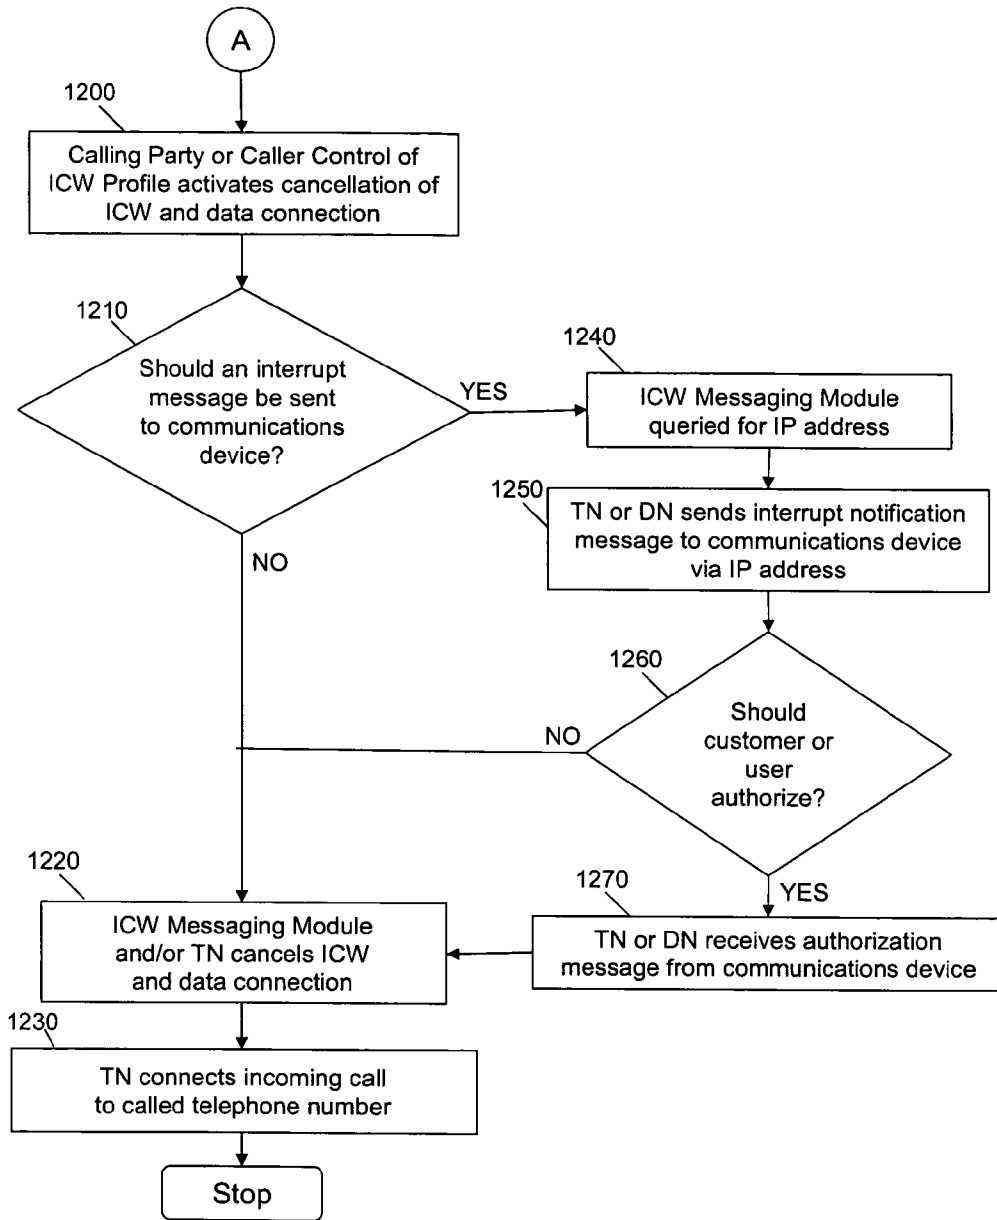 A
1200
Calling Party or Caller Control of
ICW Profile activates cancellation of
ICW and data connection
1210
Should an interrupt
message be sent
to communications
device?
YES
NO
1240
ICW Messaging Module
queried for IP address
1250
TN or DN sends interrupt notification
message to communications device
via IP address
1260
Should
customer or
user
authorize?
NO
YES
1270
TN or DN receives authorization
message from communications device
1220
ICW Messaging Module
and/or TN cancels ICW
and data connection
1230
TN connects incoming call
to called telephone number
Stop